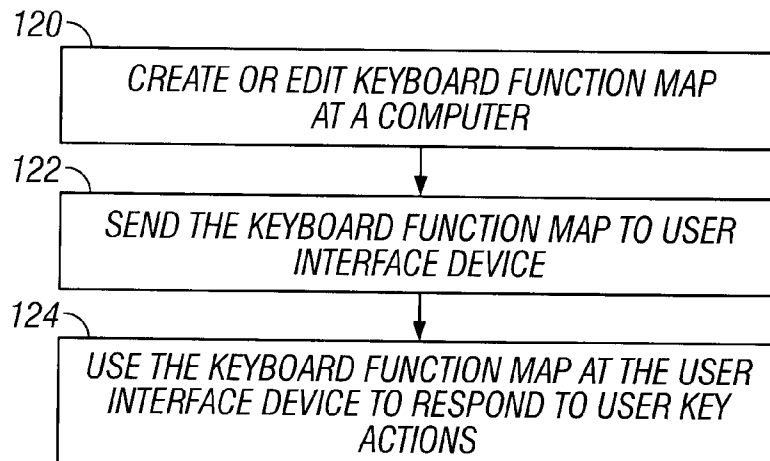 120
CREATE OR EDIT KEYBOARD FUNCTION MAP
AT A COMPUTER
122
SEND THE KEYBOARD FUNCTION MAP TO USER
INTERFACE DEVICE
124
USE THE KEYBOARD FUNCTION MAP AT THE USER
INTERFACE DEVICE TO RESPOND TO USER KEY
ACTIONS